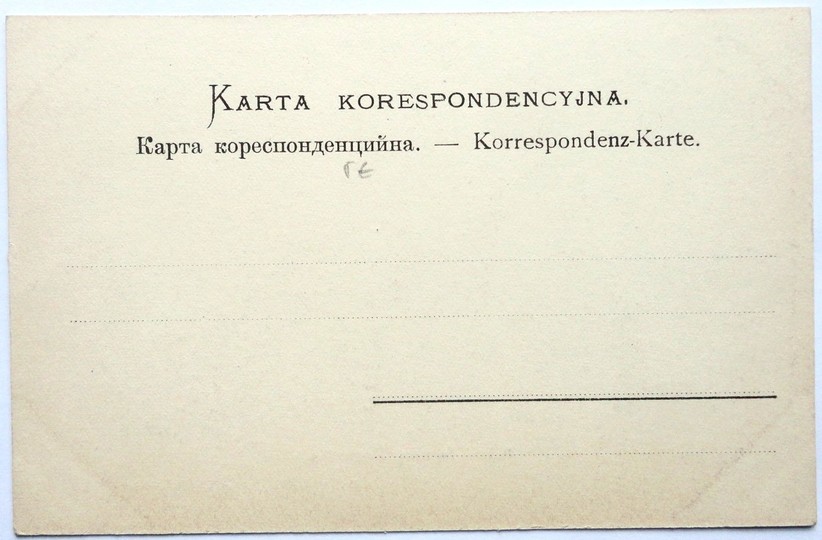 KARTA KORESPONDENCYJNA.
Карта кореспонденцийна. — Korrespondenz-Karte.